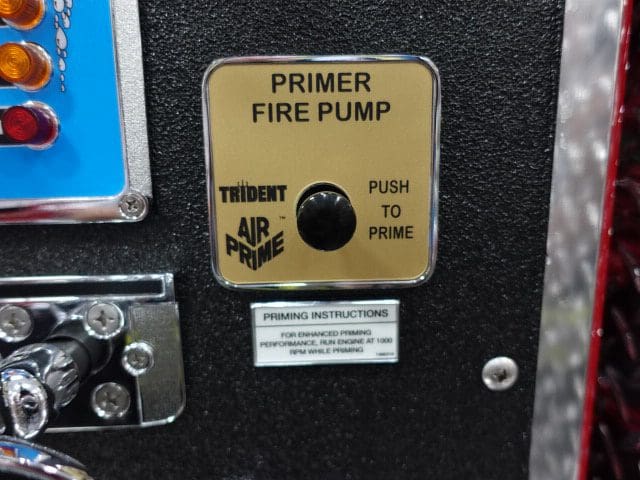 PRIMER
FIRE PUMP
TRIDENT
AIR
PRIME
™
PUSH
TO
PRIME
PRIMING INSTRUCTIONS
FOR ENHANCED PRIMING
PERFORMANCE, RUN ENGINE AT 1000
RPM WHILE PRIMING